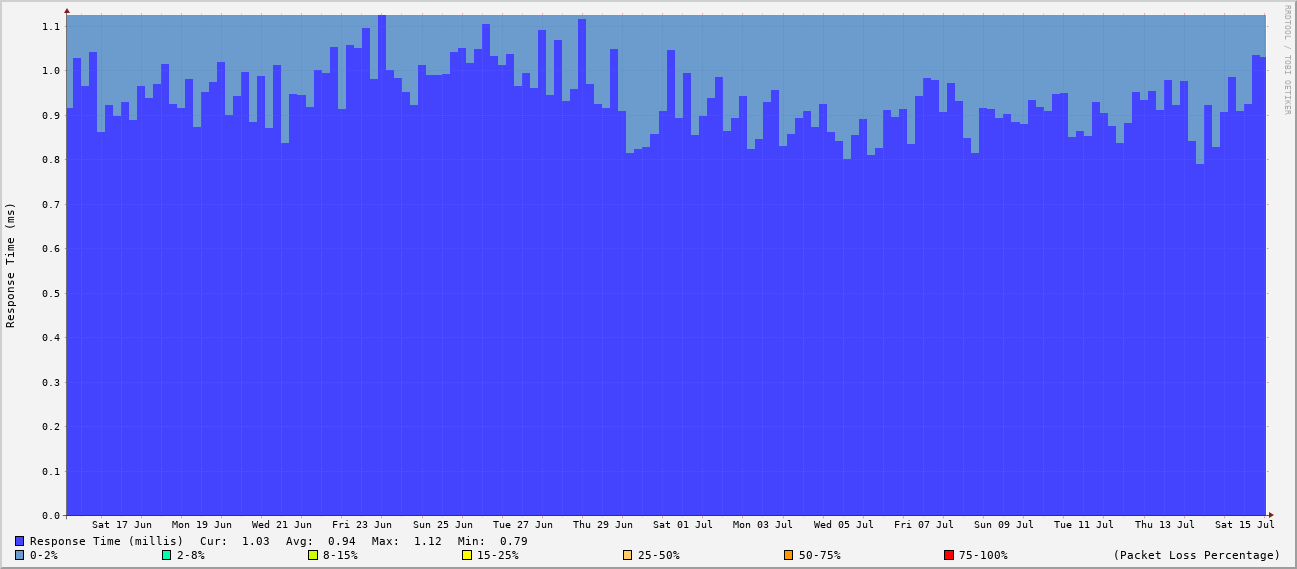 RRDTOOL / TOBI OETIKER
Response Time (ms)
1.1
1.0
0.9
0.8
0.7
0.6
0.5
0.4
0.3
0.2
0.1
0.0
Sat 17 Jun Mon 19 Jun Wed 21 Jun Fri 23 Jun Sun 25 Jun Tue 27 Jun Thu 29 Jun Sat 01 Jul Mon 03 Jul Wed 05 Jul Fri 07 Jul Sun 09 Jul Tue 11 Jul Thu 13 Jul Sat 15 Jul
Response Time (millis) Cur: 1.03 Avg: 0.94 Max: 1.12 Min: 0.79
0-2% 2-8% 8-15% 15-25% 25-50% 50-75% 75-100% (Packet Loss Percentage)